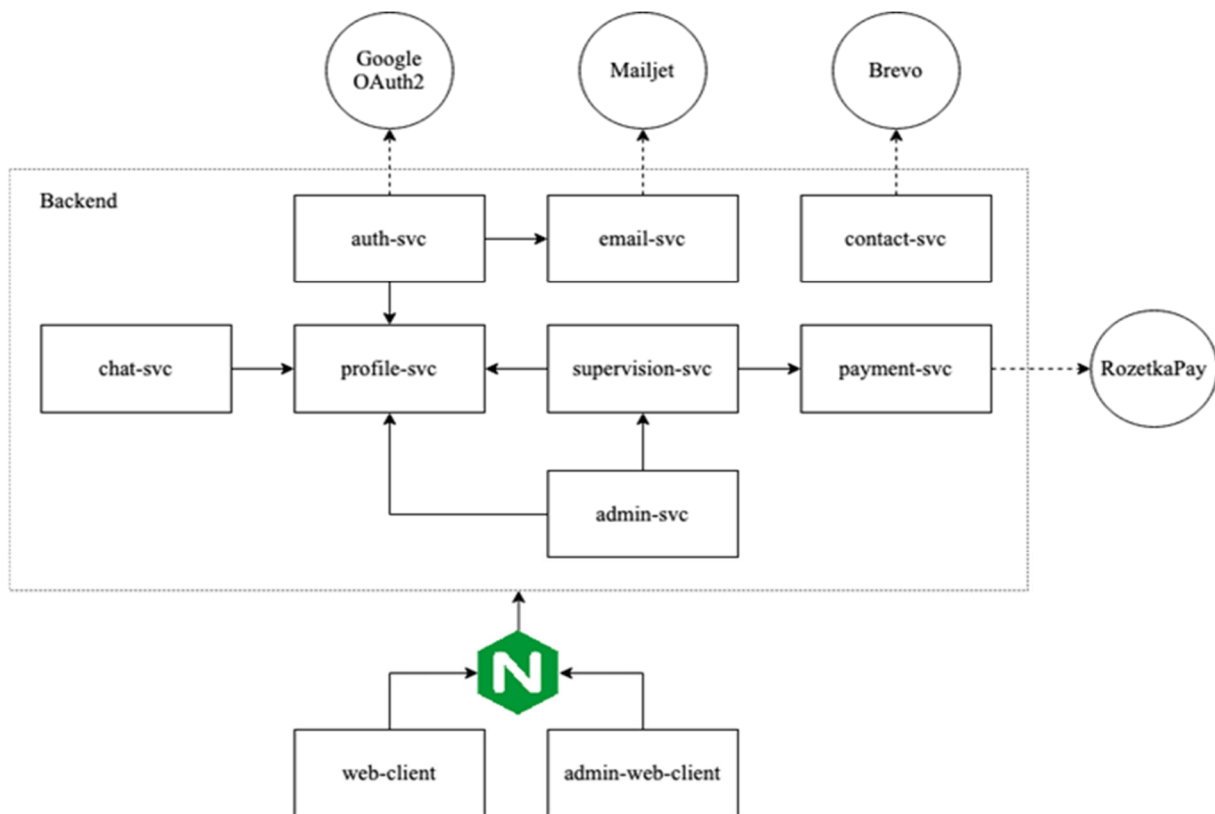 Google
OAuth2
Mailjet
Brevo
Backend
auth-svc
email-svc
contact-svc
chat-svc
profile-svc
supervision-svc
payment-svc
RozetkaPay
admin-svc
N
web-client
admin-web-client